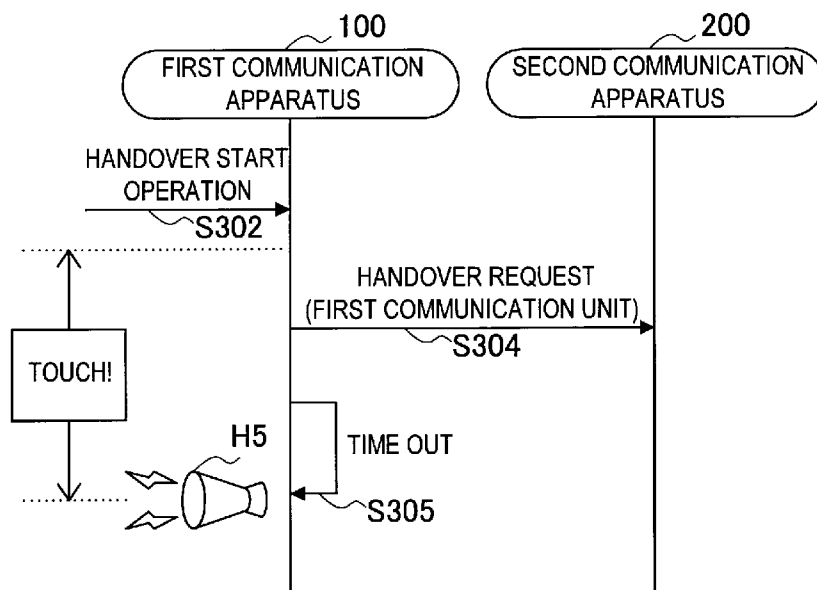 100
200
FIRST COMMUNICATION
APPARATUS
SECOND COMMUNICATION
APPARATUS
HANDOVER START
OPERATION
S302
HANDOVER REQUEST
(FIRST COMMUNICATION UNIT)
S304
TOUCH!
H5
TIME OUT
S305